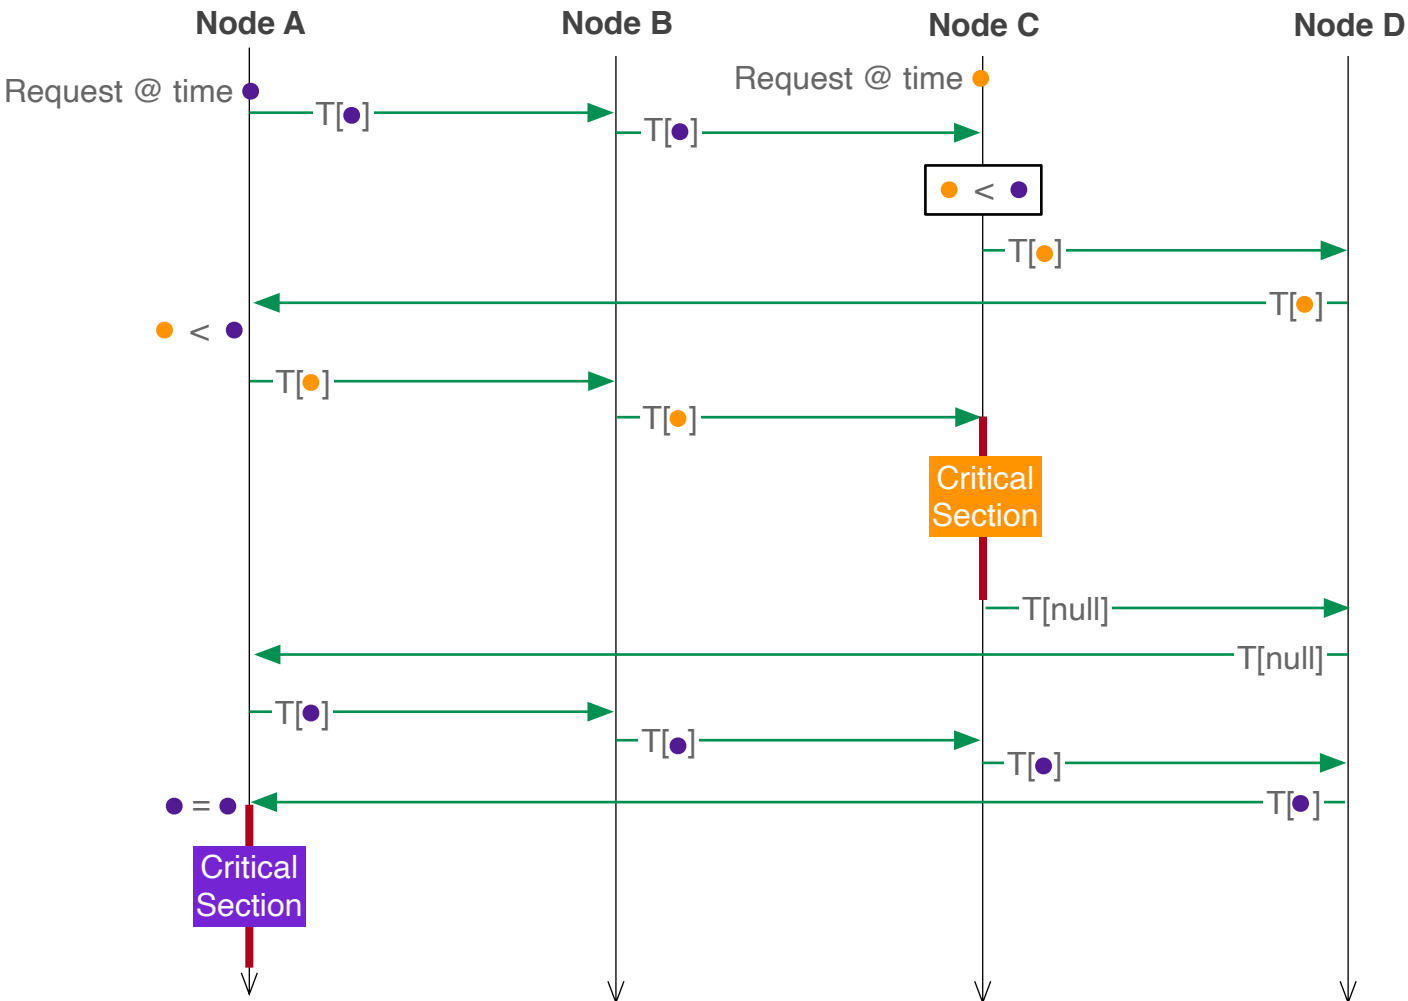 Node A
Node B
Node C
Node D
Request @ time
Request @ time
T[●]
T[●]
● < ●
T[●]
T[●]
● < ●
T[●]
T[●]
Critical
Section
T[null]
T[null]
T[●]
T[●]
T[●]
T[●]
● = ●
Critical
Section